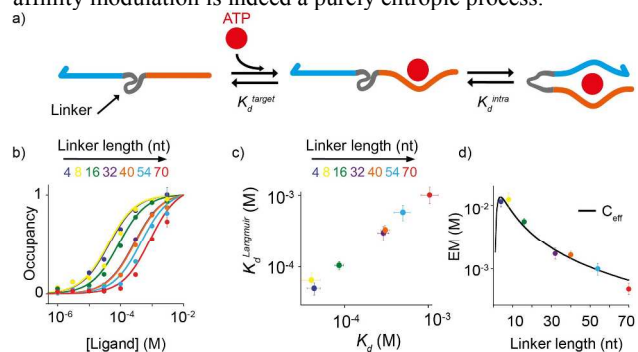 affinity modulation is indeed a purely entropic process.
a)
ATP
Linker
K_d^target
K_d^intra
Linker length (nt)
4 8 16 32 40 54 70
b)
Occupancy
1
0
10⁻⁶ 10⁻⁴ 10⁻²
[Ligand] (M)
Linker length (nt)
4 8 16 32 40 54 70
c)
K_d^Langmuir (M)
10⁻³
10⁻⁴
10⁻⁴ 10⁻³
K_d (M)
d)
EM (M)
10⁻²
10⁻³
C_eff
10 30 50 70
Linker length (nt)